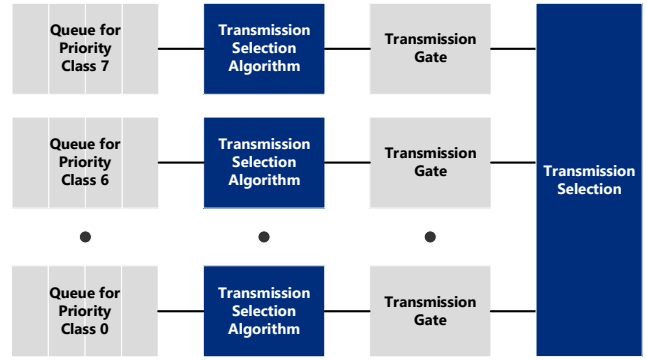 Queue for
Priority
Class 7
Transmission
Selection
Algorithm
Transmission
Gate
Queue for
Priority
Class 6
Transmission
Selection
Algorithm
Transmission
Gate
Transmission
Selection
Queue for
Priority
Class 0
Transmission
Selection
Algorithm
Transmission
Gate